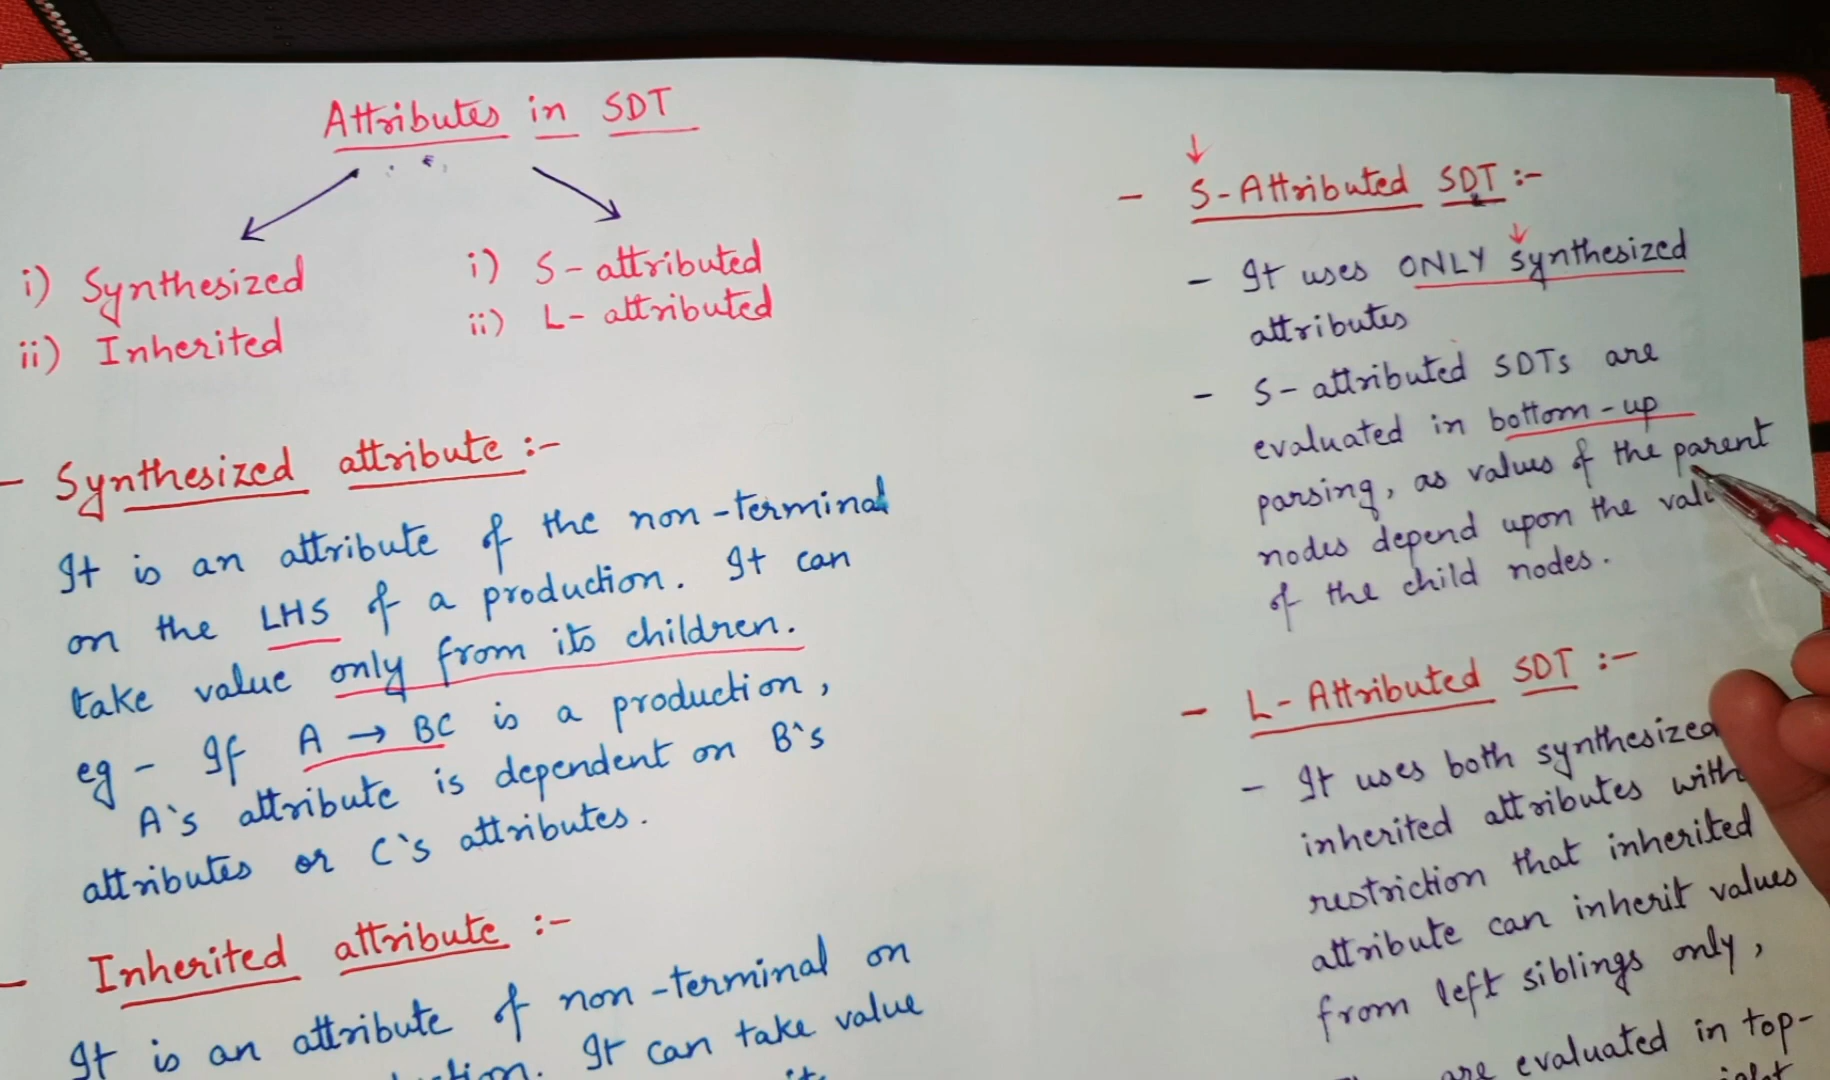 Attributes in SDT
i) Synthesized
ii) Inherited
i) S-attributed
ii) L-attributed
- Synthesized attribute :-
It is an attribute of the non-terminal
on the LHS of a production. It can
take value only from its children.
eg - If A → BC is a production,
A's attribute is dependent on B's
attributes or C's attributes.
- Inherited attribute :-
It is an attribute of non-terminal on
It can take value
- S-Attributed SDT :-
- It uses ONLY synthesized
attributes
- S-attributed SDTs are
evaluated in bottom-up
parsing, as values of the parent
nodes depend upon the
of the child nodes.
- L-Attributed SDT :-
- It uses both synthesized
inherited attributes with
restriction that inherited
attribute can inherit values
from left siblings only,
are evaluated in top-